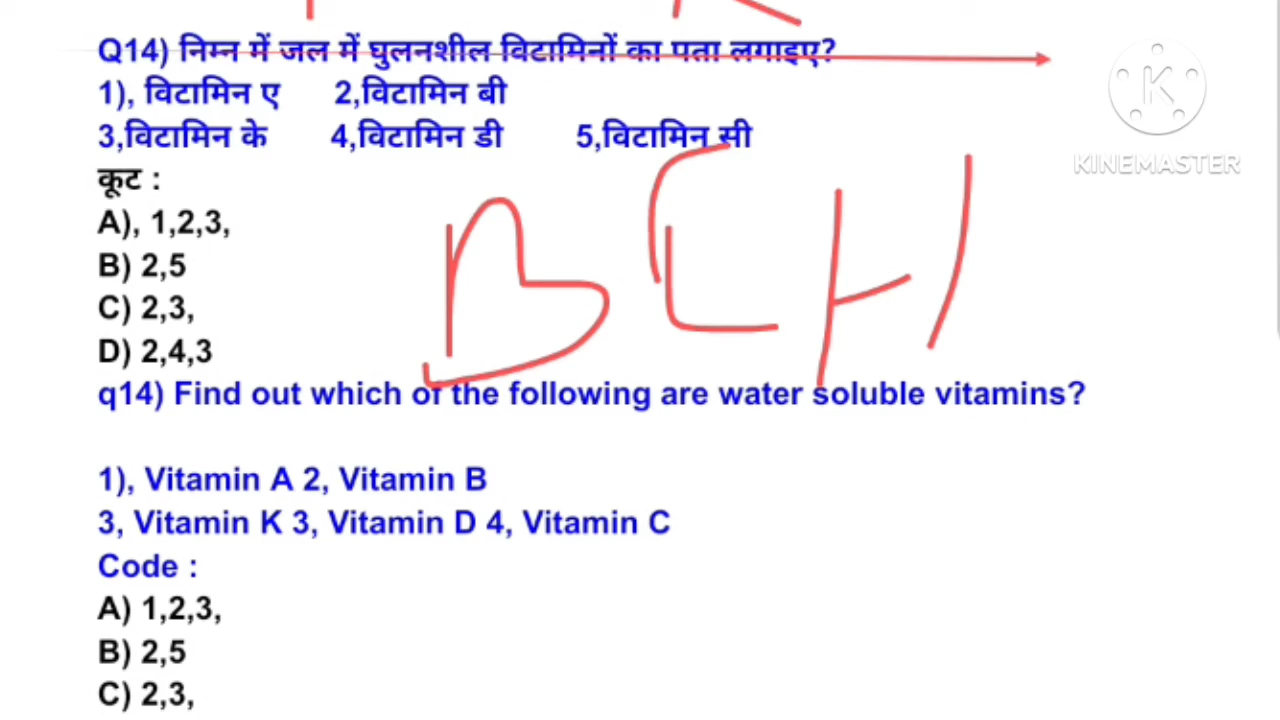 Q14) निम्न में जल में घुलनशील विटामिनों का पता लगाइए?
1), विटामिन ए 2,विटामिन बी
3,विटामिन के 4,विटामिन डी 5,विटामिन सी
कूट :
A), 1,2,3,
B) 2,5
C) 2,3,
D) 2,4,3
q14) Find out which of the following are water soluble vitamins?
1), Vitamin A 2, Vitamin B
3, Vitamin K 3, Vitamin D 4, Vitamin C
Code :
A) 1,2,3,
B) 2,5
C) 2,3,
B C H
K
KINEMASTER